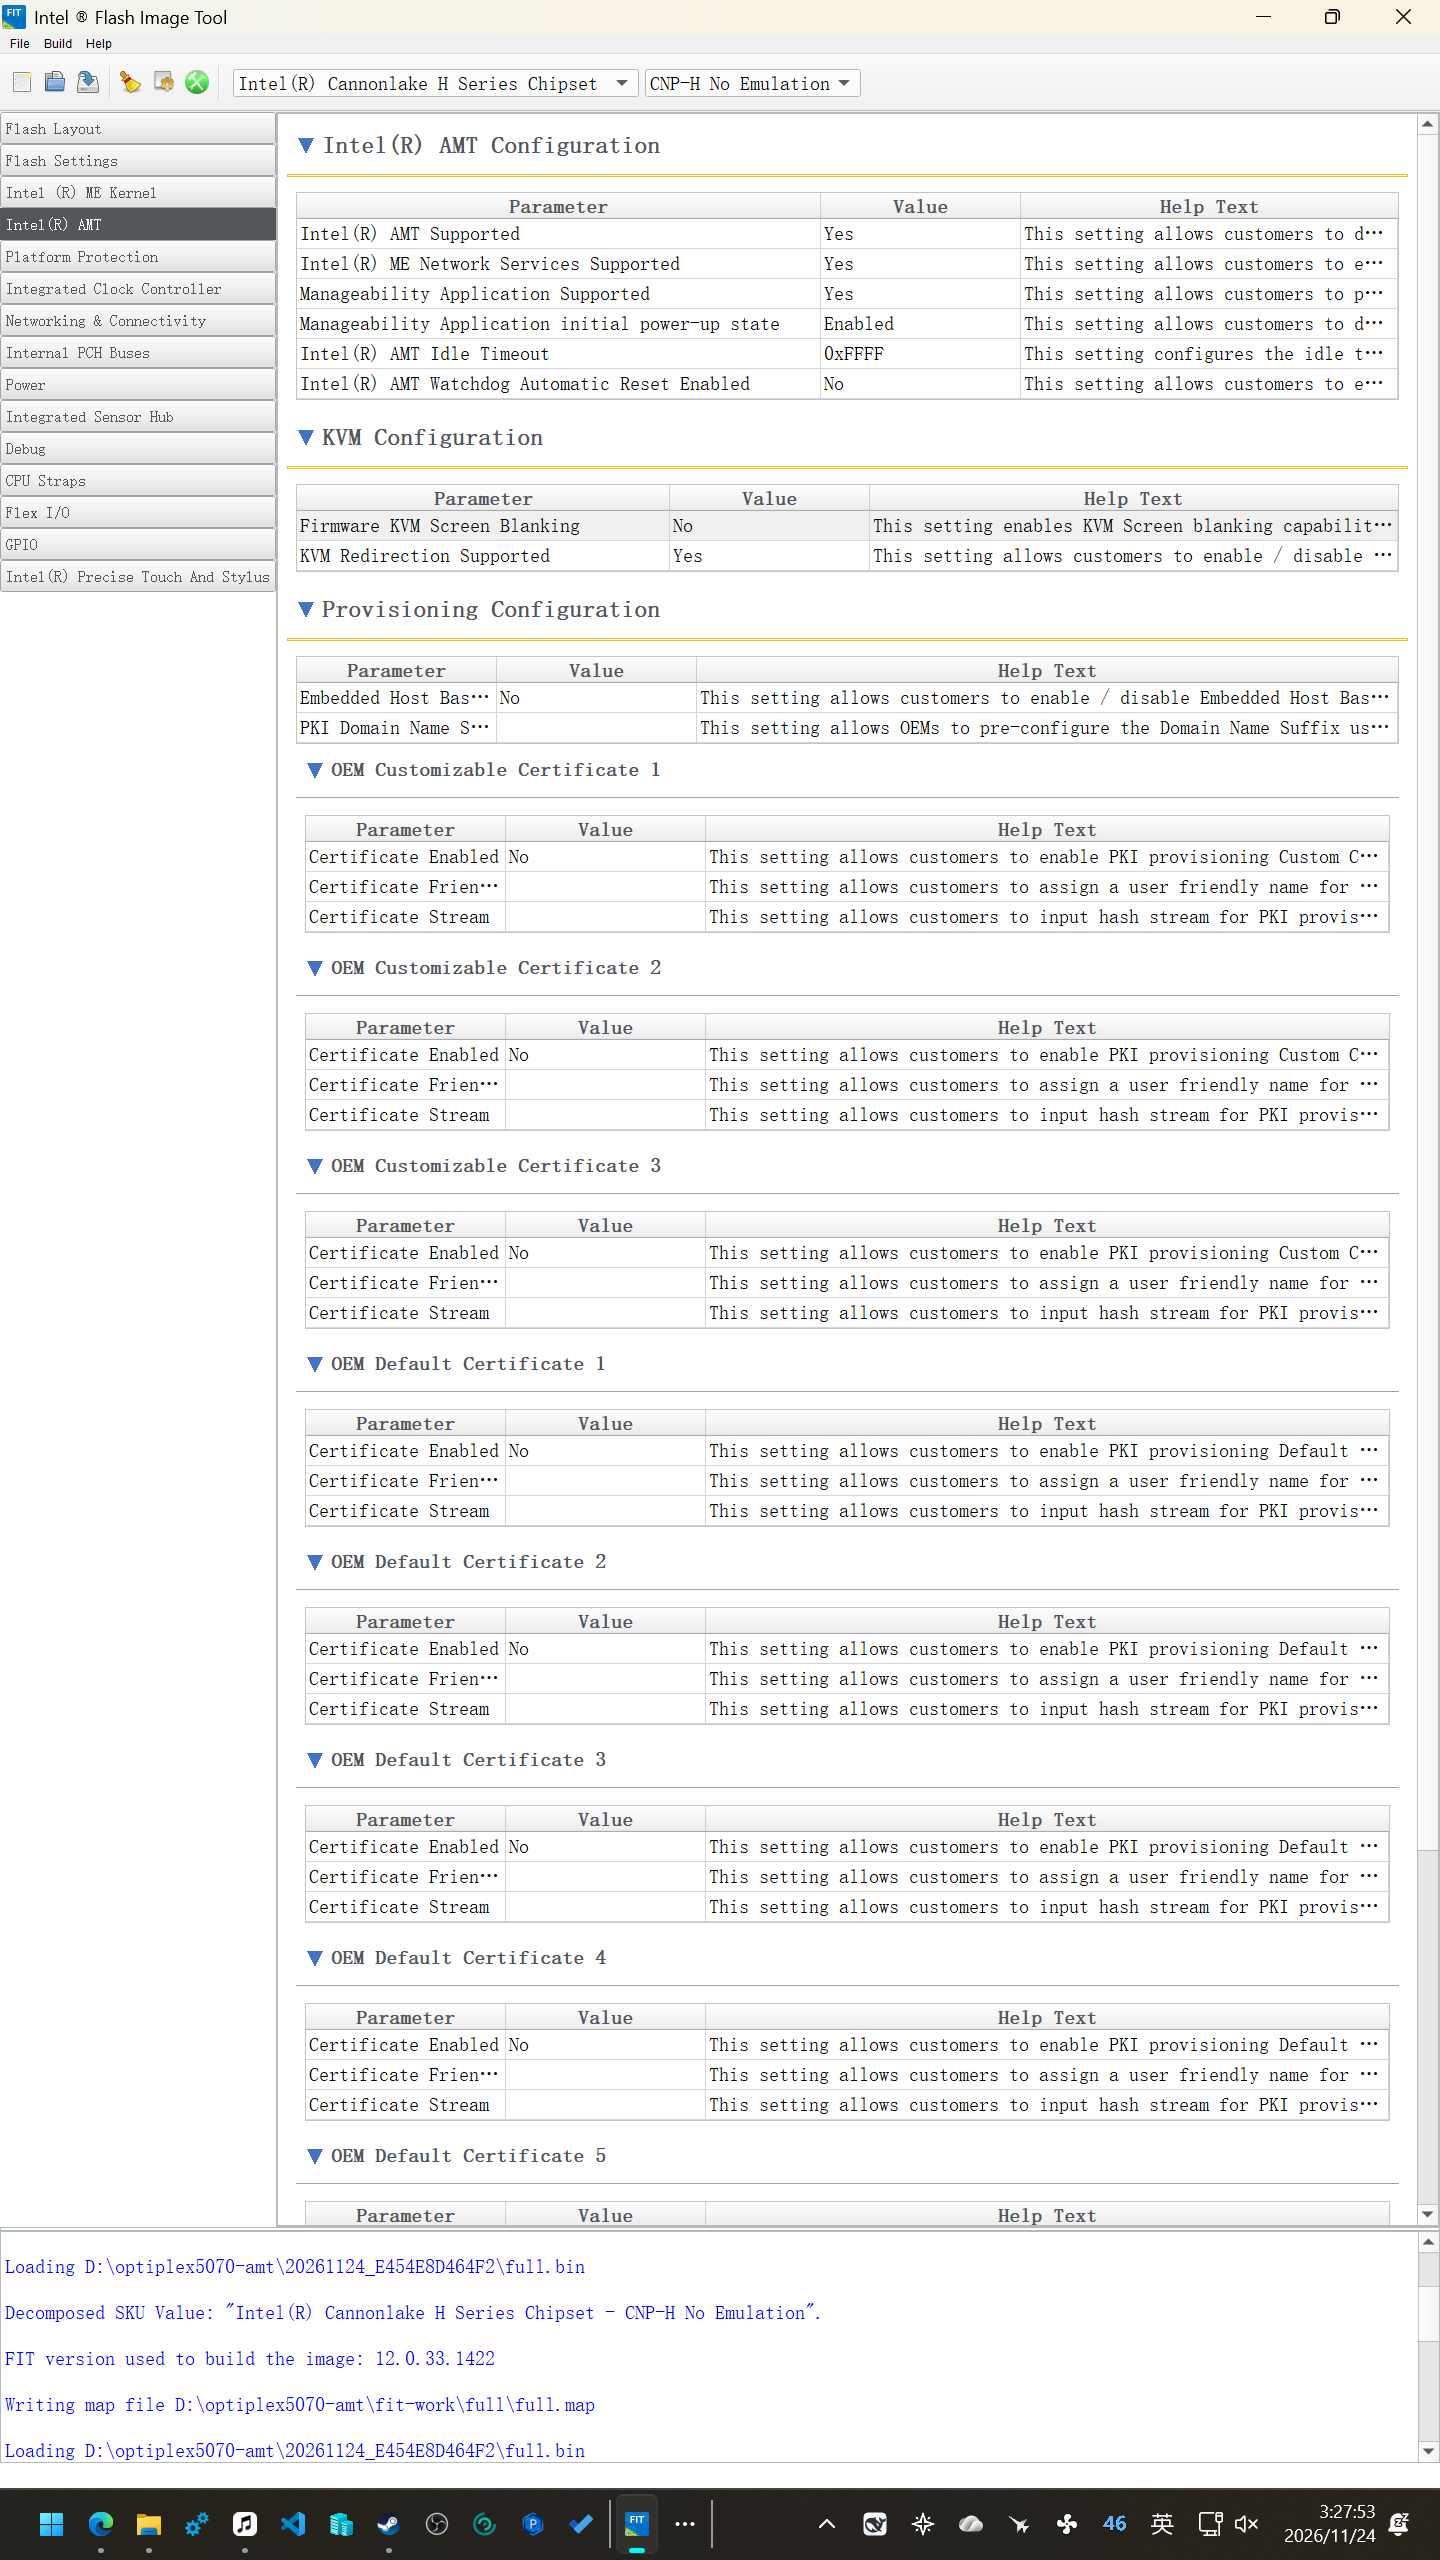 Intel ® Flash Image Tool
File Build Help
Intel(R) Cannonlake H Series Chipset CNP-H No Emulation
Flash Layout
Flash Settings
Intel (R) ME Kernel
Intel(R) AMT
Platform Protection
Integrated Clock Controller
Networking & Connectivity
Internal PCH Buses
Power
Integrated Sensor Hub
Debug
CPU Straps
Flex I/O
GPIO
Intel(R) Precise Touch And Stylus
Intel(R) AMT Configuration
Parameter Value Help Text
Intel(R) AMT Supported Yes This setting allows customers to d…
Intel(R) ME Network Services Supported Yes This setting allows customers to e…
Manageability Application Supported Yes This setting allows customers to p…
Manageability Application initial power-up state Enabled This setting allows customers to d…
Intel(R) AMT Idle Timeout 0xFFFF This setting configures the idle t…
Intel(R) AMT Watchdog Automatic Reset Enabled No This setting allows customers to e…
KVM Configuration
Parameter Value Help Text
Firmware KVM Screen Blanking No This setting enables KVM Screen blanking capabilit…
KVM Redirection Supported Yes This setting allows customers to enable / disable …
Provisioning Configuration
Parameter Value Help Text
Embedded Host Bas… No This setting allows customers to enable / disable Embedded Host Bas…
PKI Domain Name S… This setting allows OEMs to pre-configure the Domain Name Suffix us…
OEM Customizable Certificate 1
Parameter Value Help Text
Certificate Enabled No This setting allows customers to enable PKI provisioning Custom C…
Certificate Frien… This setting allows customers to assign a user friendly name for …
Certificate Stream This setting allows customers to input hash stream for PKI provis…
OEM Customizable Certificate 2
Parameter Value Help Text
Certificate Enabled No This setting allows customers to enable PKI provisioning Custom C…
Certificate Frien… This setting allows customers to assign a user friendly name for …
Certificate Stream This setting allows customers to input hash stream for PKI provis…
OEM Customizable Certificate 3
Parameter Value Help Text
Certificate Enabled No This setting allows customers to enable PKI provisioning Custom C…
Certificate Frien… This setting allows customers to assign a user friendly name for …
Certificate Stream This setting allows customers to input hash stream for PKI provis…
OEM Default Certificate 1
Parameter Value Help Text
Certificate Enabled No This setting allows customers to enable PKI provisioning Default …
Certificate Frien… This setting allows customers to assign a user friendly name for …
Certificate Stream This setting allows customers to input hash stream for PKI provis…
OEM Default Certificate 2
Parameter Value Help Text
Certificate Enabled No This setting allows customers to enable PKI provisioning Default …
Certificate Frien… This setting allows customers to assign a user friendly name for …
Certificate Stream This setting allows customers to input hash stream for PKI provis…
OEM Default Certificate 3
Parameter Value Help Text
Certificate Enabled No This setting allows customers to enable PKI provisioning Default …
Certificate Frien… This setting allows customers to assign a user friendly name for …
Certificate Stream This setting allows customers to input hash stream for PKI provis…
OEM Default Certificate 4
Parameter Value Help Text
Certificate Enabled No This setting allows customers to enable PKI provisioning Default …
Certificate Frien… This setting allows customers to assign a user friendly name for …
Certificate Stream This setting allows customers to input hash stream for PKI provis…
OEM Default Certificate 5
Parameter Value Help Text
Loading D:\optiplex5070-amt\20261124_E454E8D464F2\full.bin
Decomposed SKU Value: "Intel(R) Cannonlake H Series Chipset - CNP-H No Emulation".
FIT version used to build the image: 12.0.33.1422
Writing map file D:\optiplex5070-amt\fit-work\full\full.map
Loading D:\optiplex5070-amt\20261124_E454E8D464F2\full.bin
FIT
46 英
3:27:53
2026/11/24